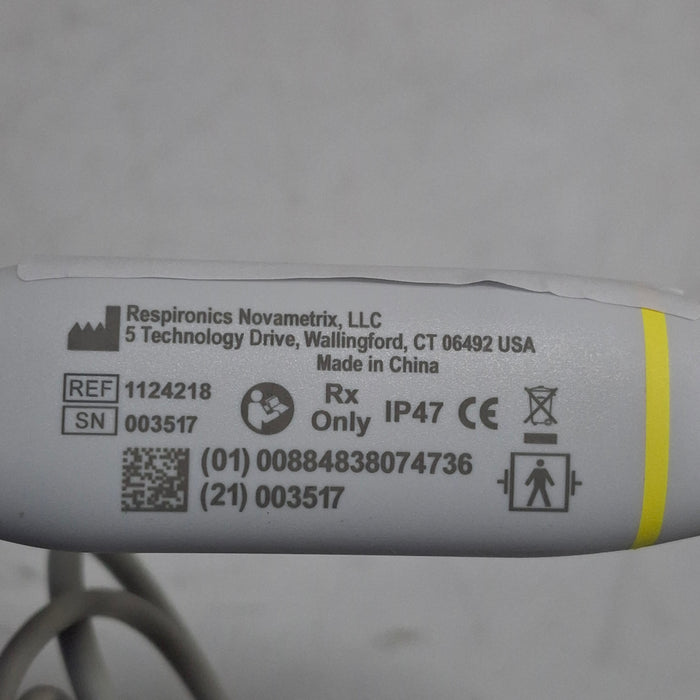 Respironics Novametrix, LLC
5 Technology Drive, Wallingford, CT 06492 USA
Made in China
REF 1124218
SN 003517
Rx Only
IP47
CE
(01) 00884838074736
(21) 003517